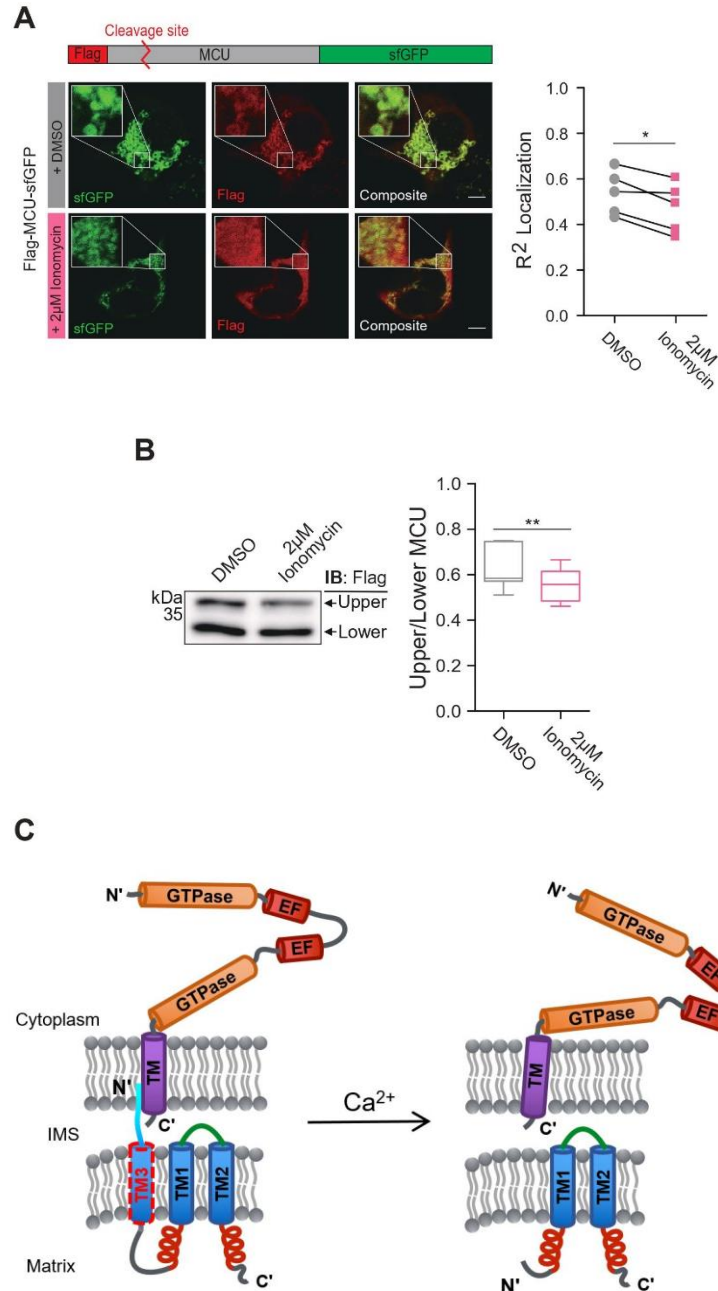 A
Cleavage site
Flag MCU sfGFP
Flag-MCU-sfGFP
+ DMSO
sfGFP Flag Composite
+ 2µM Ionomycin
sfGFP Flag Composite
R² Localization
1.0
0.8
0.6
0.4
0.2
0.0
*
DMSO
2µM
Ionomycin
B
DMSO
2µM
Ionomycin
IB: Flag
kDa
35
Upper
Lower
Upper/Lower MCU
1.0
0.8
0.6
0.4
0.2
0.0
**
DMSO
2µM
Ionomycin
C
N' GTPase EF
EF
GTPase
Cytoplasm
TM
N'
C'
IMS
TM3 TM1 TM2
Matrix
C'
Ca²⁺
N'
GTPase
EF
GTPase EF
TM
C'
TM1 TM2
N' C'